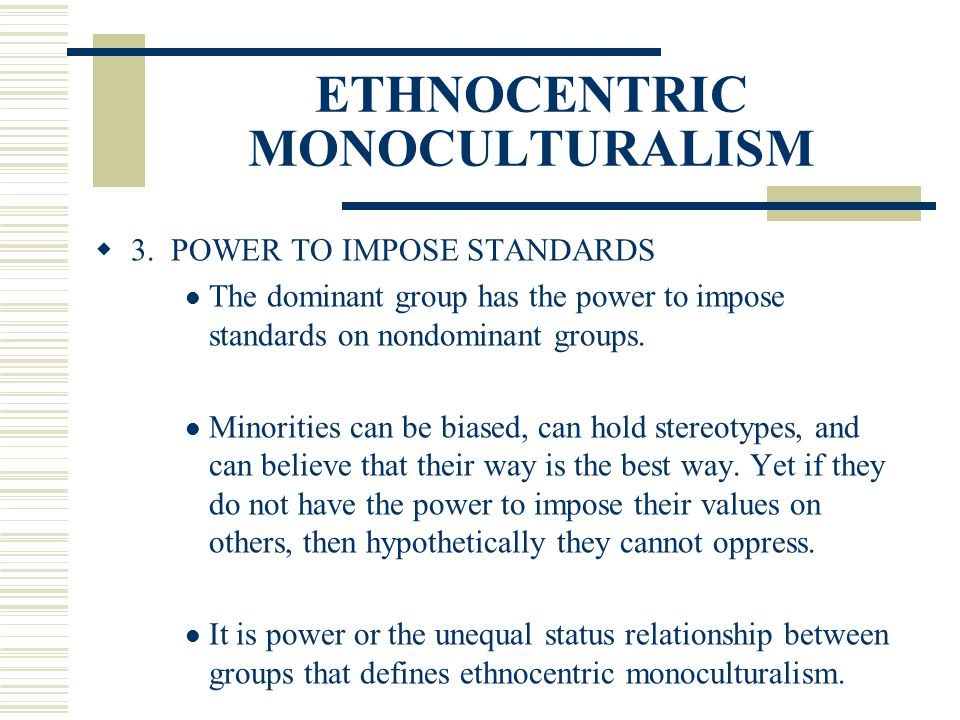 ETHNOCENTRIC
MONOCULTURALISM
3. POWER TO IMPOSE STANDARDS
The dominant group has the power to impose
standards on nondominant groups.
Minorities can be biased, can hold stereotypes, and
can believe that their way is the best way. Yet if they
do not have the power to impose their values on
others, then hypothetically they cannot oppress.
It is power or the unequal status relationship between
groups that defines ethnocentric monoculturalism.